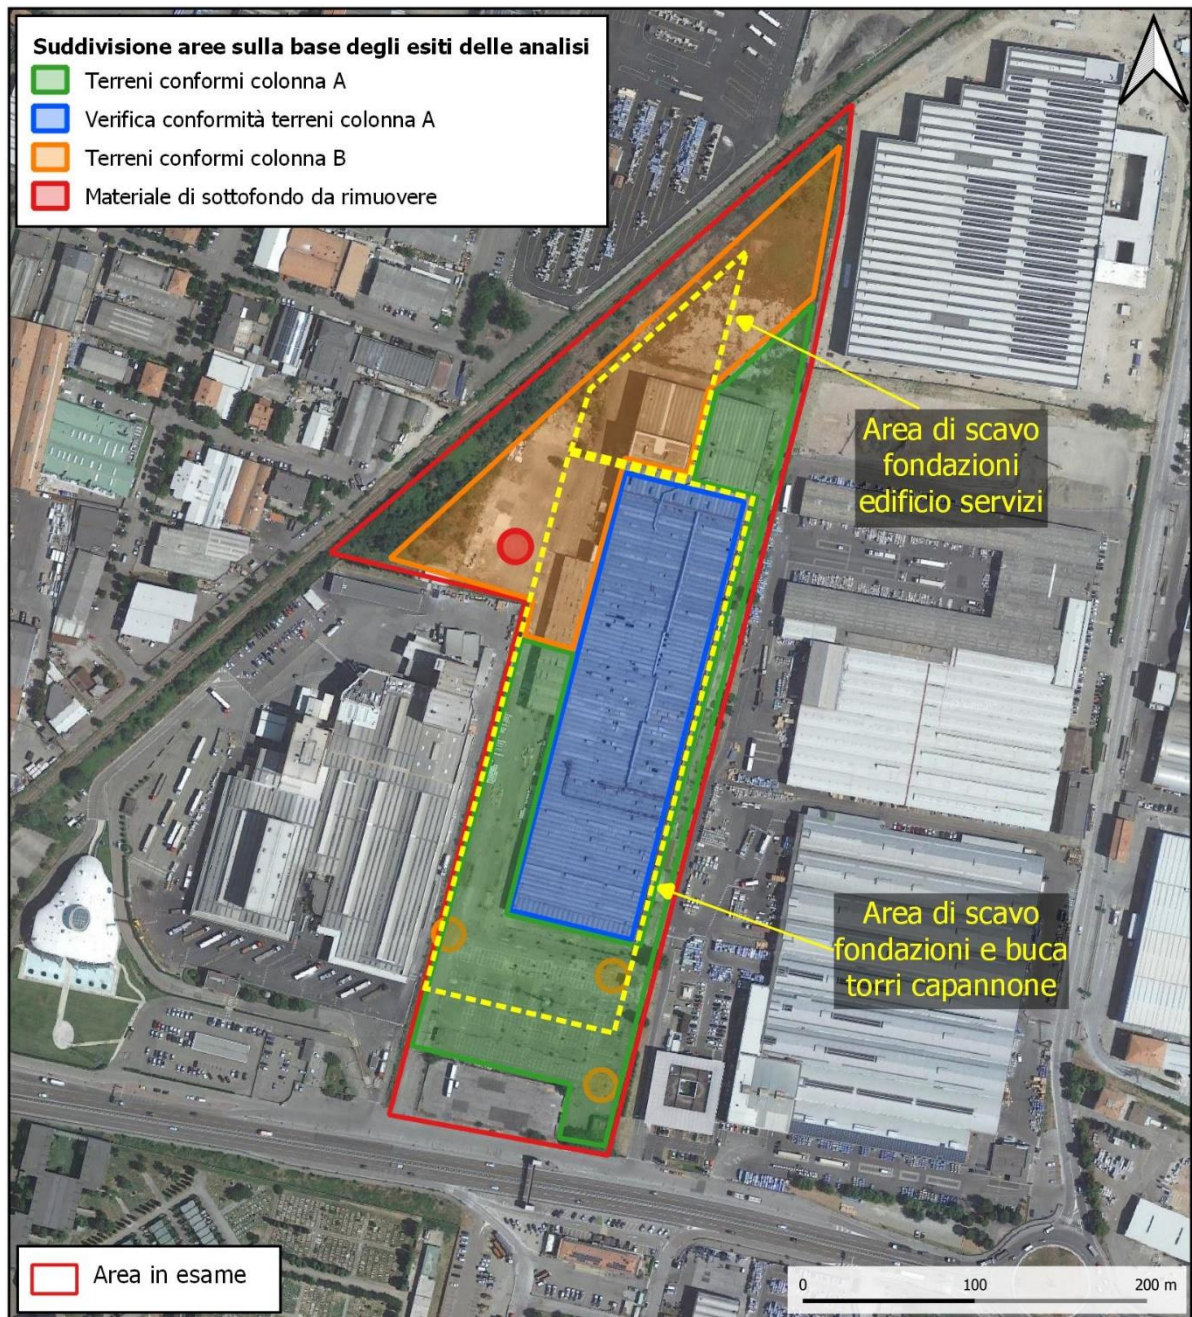 Suddivisione aree sulla base degli esiti delle analisi
Terreni conformi colonna A
Verifica conformità terreni colonna A
Terreni conformi colonna B
Materiale di sottofondo da rimuovere
Area di scavo
fondazioni
edificio servizi
Area di scavo
fondazioni e buca
torri capannone
Area in esame
0 100 200 m